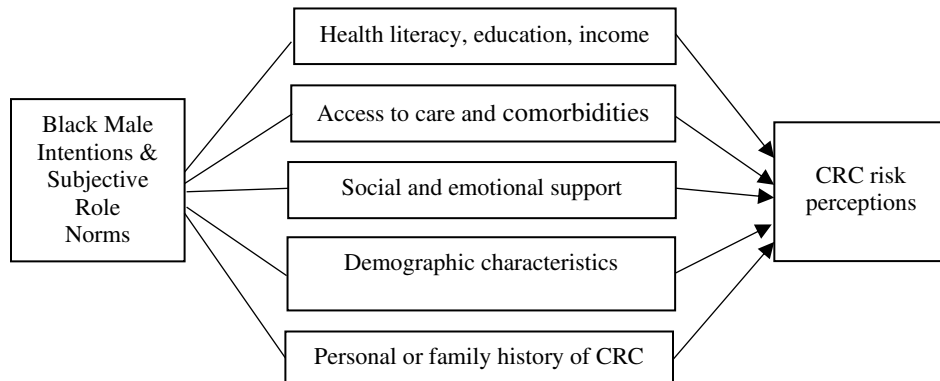 Black Male
Intentions &
Subjective
Role
Norms
Health literacy, education, income
Access to care and comorbidities
Social and emotional support
Demographic characteristics
Personal or family history of CRC
CRC risk
perceptions